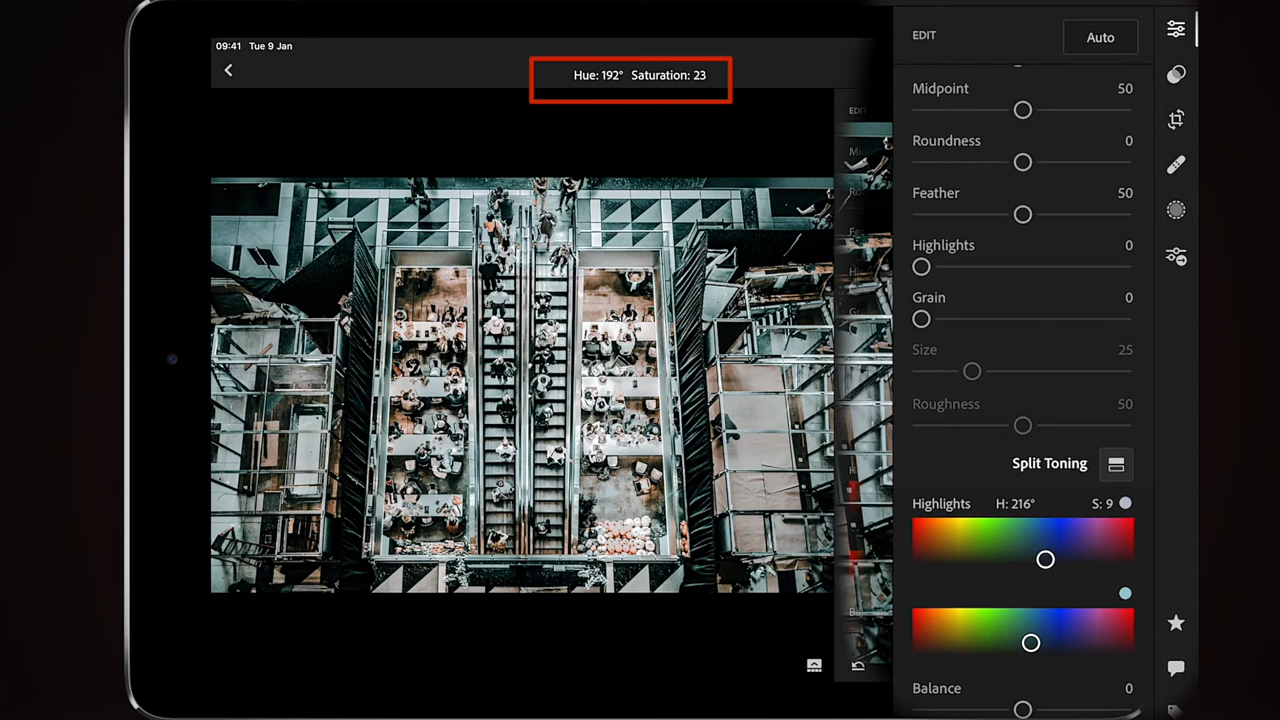 09:41 Tue 9 Jan
Hue: 192° Saturation: 23
EDIT
Auto
Midpoint 50
Roundness 0
Feather 50
Highlights 0
Grain 0
Size 25
Roughness 50
Split Toning
Highlights H: 216° S: 9
Balance 0
EDIT